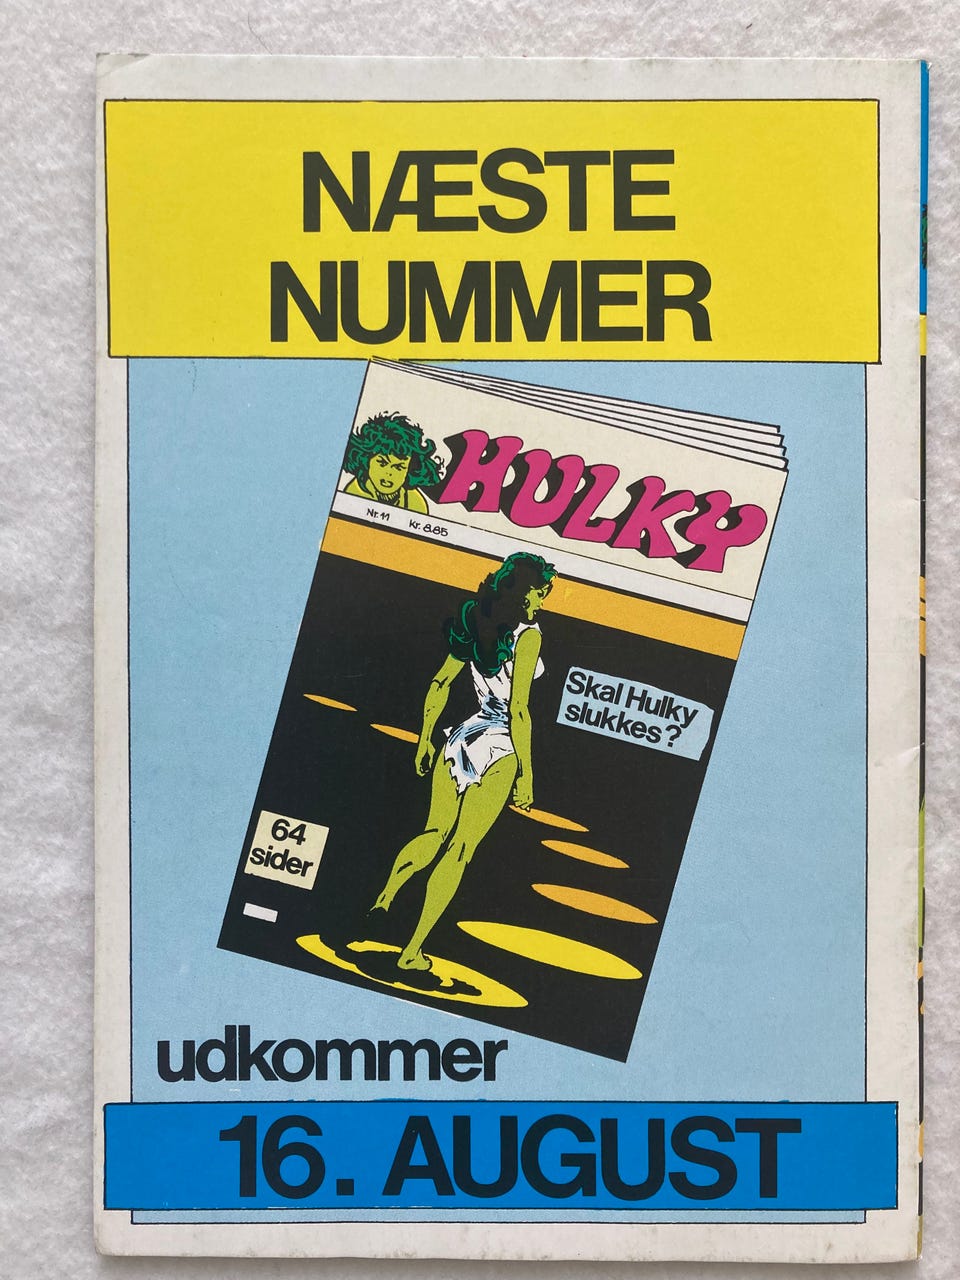 NÆSTE
NUMMER
HULKY
Nr. 11 Kr. 8.85
Skal Hulky
slukkes?
64
sider
udkommer
16. AUGUST